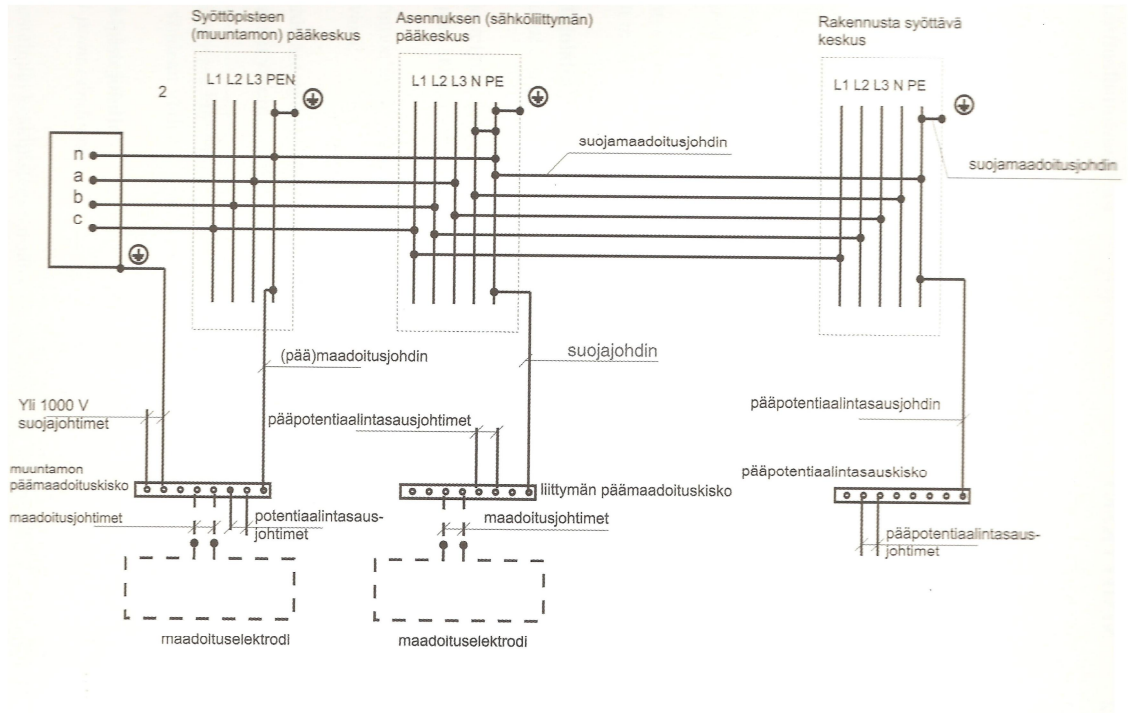 Syöttöpisteen
(muuntamon) pääkeskus
Asennuksen (sähköliittymän)
pääkeskus
Rakennusta syöttävä
keskus
2
L1 L2 L3 PEN
L1 L2 L3 N PE
L1 L2 L3 N PE
n
a
b
c
suojamaadoitusjohdin
suojamaadoitusjohdin
(pää)maadoitusjohdin
suojajohdin
Yli 1000 V
suojajohtimet
pääpotentiaalintasausjohtimet
pääpotentiaalintasausjohdin
muuntamon
päämaadoituskisko
liittymän päämaadoituskisko
pääpotentiaalintasauskisko
maadoitusjohtimet
potentiaalintasaus-
johtimet
maadoitusjohtimet
pääpotentiaalintasaus-
johtimet
maadoituselektrodi
maadoituselektrodi